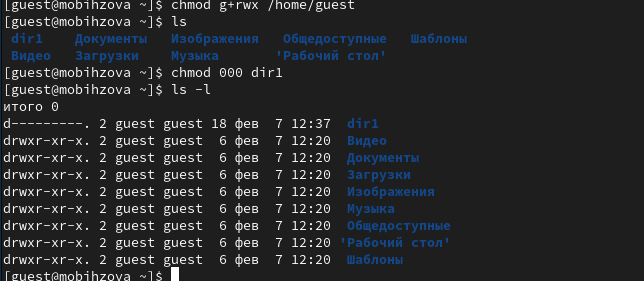 [guest@mobihzova ~]$ chmod g+rwx /home/guest
[guest@mobihzova ~]$ ls
dir1 Документы Изображения Общедоступные Шаблоны
Видео Загрузки Музыка 'Рабочий стол'
[guest@mobihzova ~]$ chmod 000 dir1
[guest@mobihzova ~]$ ls -l
итого 0
d---------. 2 guest guest 18 фев  7 12:37 dir1
drwxr-xr-x. 2 guest guest  6 фев  7 12:20 Видео
drwxr-xr-x. 2 guest guest  6 фев  7 12:20 Документы
drwxr-xr-x. 2 guest guest  6 фев  7 12:20 Загрузки
drwxr-xr-x. 2 guest guest  6 фев  7 12:20 Изображения
drwxr-xr-x. 2 guest guest  6 фев  7 12:20 Музыка
drwxr-xr-x. 2 guest guest  6 фев  7 12:20 Общедоступные
drwxr-xr-x. 2 guest guest  6 фев  7 12:20 'Рабочий стол'
drwxr-xr-x. 2 guest guest  6 фев  7 12:20 Шаблоны
[guest@mobihzova ~]$